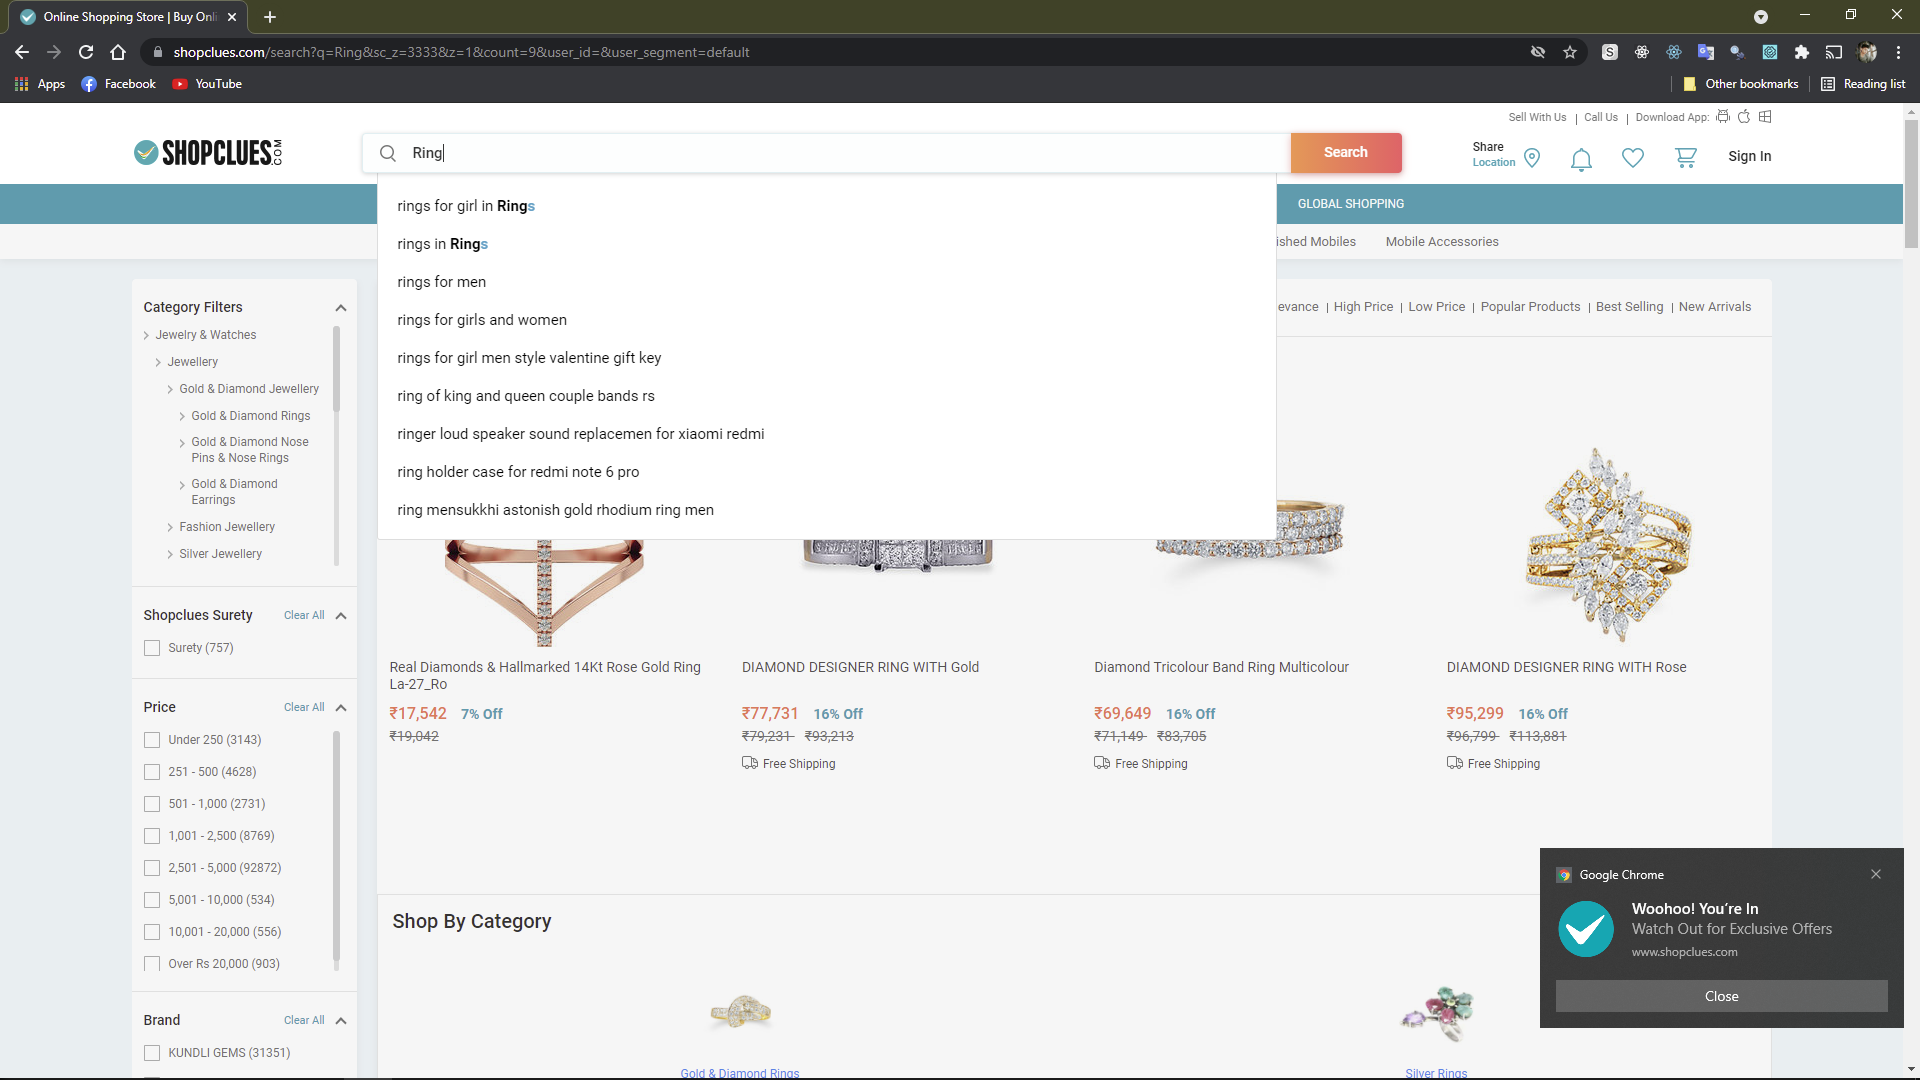 Online Shopping Store | Buy Onli
shopclues.com/search?q=Ring&sc_z=3333&z=1&count=9&user_id=&user_segment=default
Apps
Facebook
YouTube
Other bookmarks
Reading list
Sell With Us | Call Us | Download App:
SHOPCLUES.COM
Ring
Search
Share
Location
Sign In
GLOBAL SHOPPING
ished Mobiles
Mobile Accessories
rings for girl in Rings
rings in Rings
rings for men
rings for girls and women
rings for girl men style valentine gift key
ring of king and queen couple bands rs
ringer loud speaker sound replacemen for xiaomi redmi
ring holder case for redmi note 6 pro
ring mensukkhi astonish gold rhodium ring men
evance | High Price | Low Price | Popular Products | Best Selling | New Arrivals
Category Filters
Jewelry & Watches
Jewellery
Gold & Diamond Jewellery
Gold & Diamond Rings
Gold & Diamond Nose
Pins & Nose Rings
Gold & Diamond
Earrings
Fashion Jewellery
Silver Jewellery
Shopclues Surety
Clear All
Surety (757)
Price
Clear All
Under 250 (3143)
251 - 500 (4628)
501 - 1,000 (2731)
1,001 - 2,500 (8769)
2,501 - 5,000 (92872)
5,001 - 10,000 (534)
10,001 - 20,000 (556)
Over Rs 20,000 (903)
Brand
Clear All
KUNDLI GEMS (31351)
Real Diamonds & Hallmarked 14Kt Rose Gold Ring
La-27_Ro
₹17,542 7% Off
₹19,042
DIAMOND DESIGNER RING WITH Gold
₹77,731 16% Off
₹79,231 ₹93,213
Free Shipping
Diamond Tricolour Band Ring Multicolour
₹69,649 16% Off
₹71,149 ₹83,705
Free Shipping
DIAMOND DESIGNER RING WITH Rose
₹95,299 16% Off
₹96,799 ₹113,881
Free Shipping
Shop By Category
Gold & Diamond Rings
Silver Rings
Google Chrome
Woohoo! You're In
Watch Out for Exclusive Offers
www.shopclues.com
Close